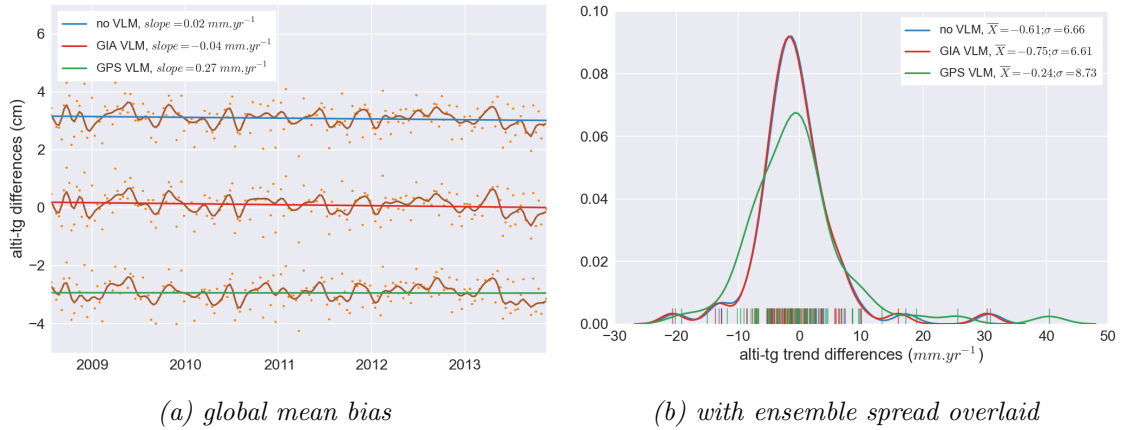 no VLM, slope=0.02 mm.yr⁻¹
GIA VLM, slope=−0.04 mm.yr⁻¹
GPS VLM, slope=0.27 mm.yr⁻¹
alti-tg differences (cm)
6
4
2
0
−2
−4
2009 2010 2011 2012 2013
(a) global mean bias
no VLM, X̅=−0.61;σ=6.66
GIA VLM, X̅=−0.75;σ=6.61
GPS VLM, X̅=−0.24;σ=8.73
0.10
0.08
0.06
0.04
0.02
0.00
−30 −20 −10 0 10 20 30 40 50
alti-tg trend differences (mm.yr⁻¹)
(b) with ensemble spread overlaid